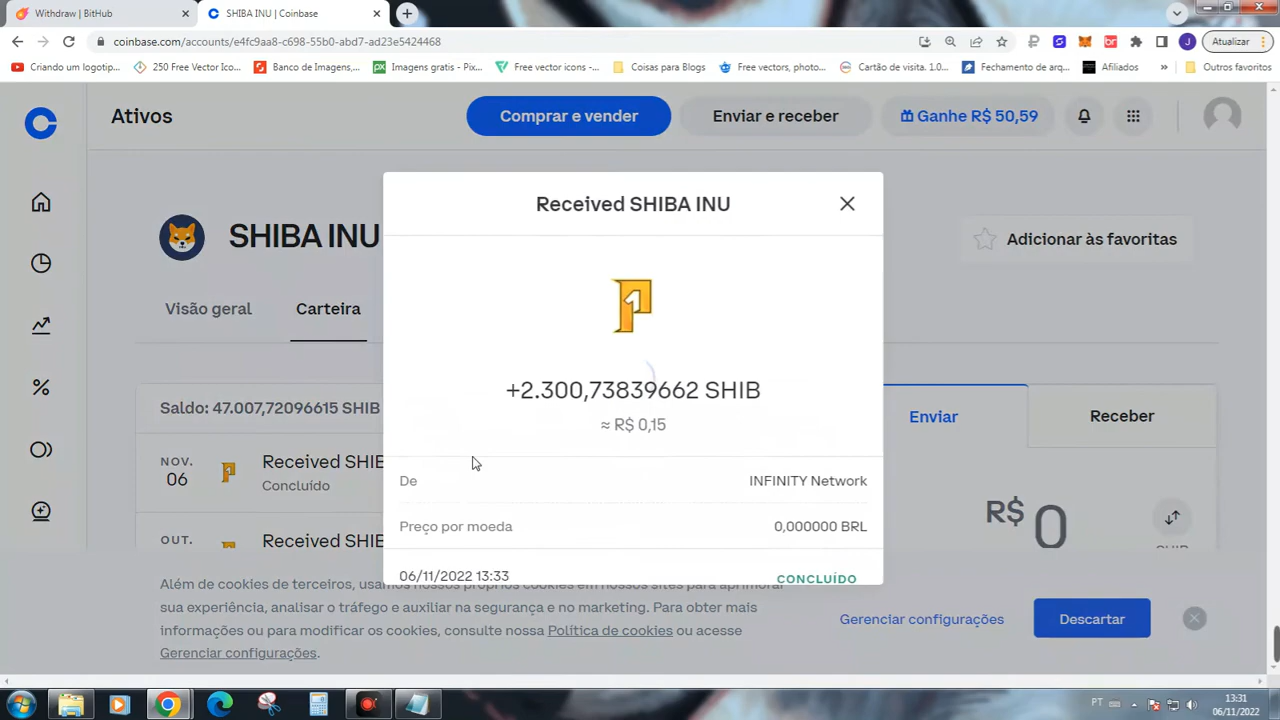 Withdraw | BitHub
SHIBA INU | Coinbase
coinbase.com/accounts/e4fc9aa8-c698-55b0-abd7-ad23e5424468
J
Atualizar
Criando um logotip...
250 Free Vector Ico...
Banco de Imagens,...
Imagens gratis - Pix...
Free vector icons -...
Coisas para Blogs
Free vectors, photo...
Cartão de visita. 1.0...
Fechamento de arq...
Afiliados
»
Outros favoritos
Ativos
Comprar e vender
Enviar e receber
Ganhe R$ 50,59
SHIBA INU
Adicionar às favoritas
Visão geral
Carteira
Saldo: 47.007,72096615 SHIB
NOV.
06
Received SHIB
Concluído
OUT.
Received SHIB
Received SHIBA INU
+2.300,73839662 SHIB
≈ R$ 0,15
De
INFINITY Network
Preço por moeda
0,000000 BRL
06/11/2022 13:33
CONCLUÍDO
Enviar
Receber
R$ 0
Além de cookies de terceiros, usamos nossos próprios cookies em nossos sites para aprimorar
sua experiência, analisar o tráfego e auxiliar na segurança e no marketing. Para obter mais
informações ou para modificar os cookies, consulte nossa Política de cookies ou acesse
Gerenciar configurações.
Gerenciar configurações
Descartar
PT
13:31
06/11/2022